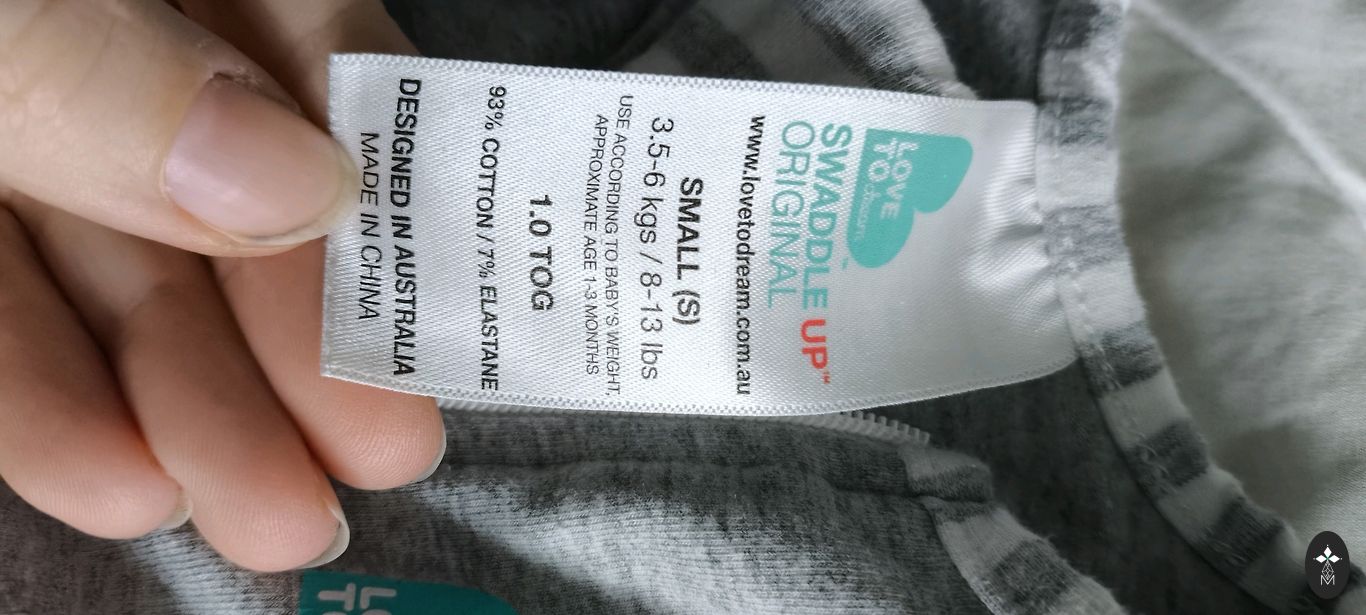 LOVE
TO dream
SWADDLE UP™
ORIGINAL
www.lovetodream.com.au
SMALL (S)
3.5-6 kgs / 8-13 lbs
USE ACCORDING TO BABY'S WEIGHT,
APPROXIMATE AGE 1-3 MONTHS
1.0 TOG
93% COTTON / 7% ELASTANE
DESIGNED IN AUSTRALIA
MADE IN CHINA
LO
TO
M